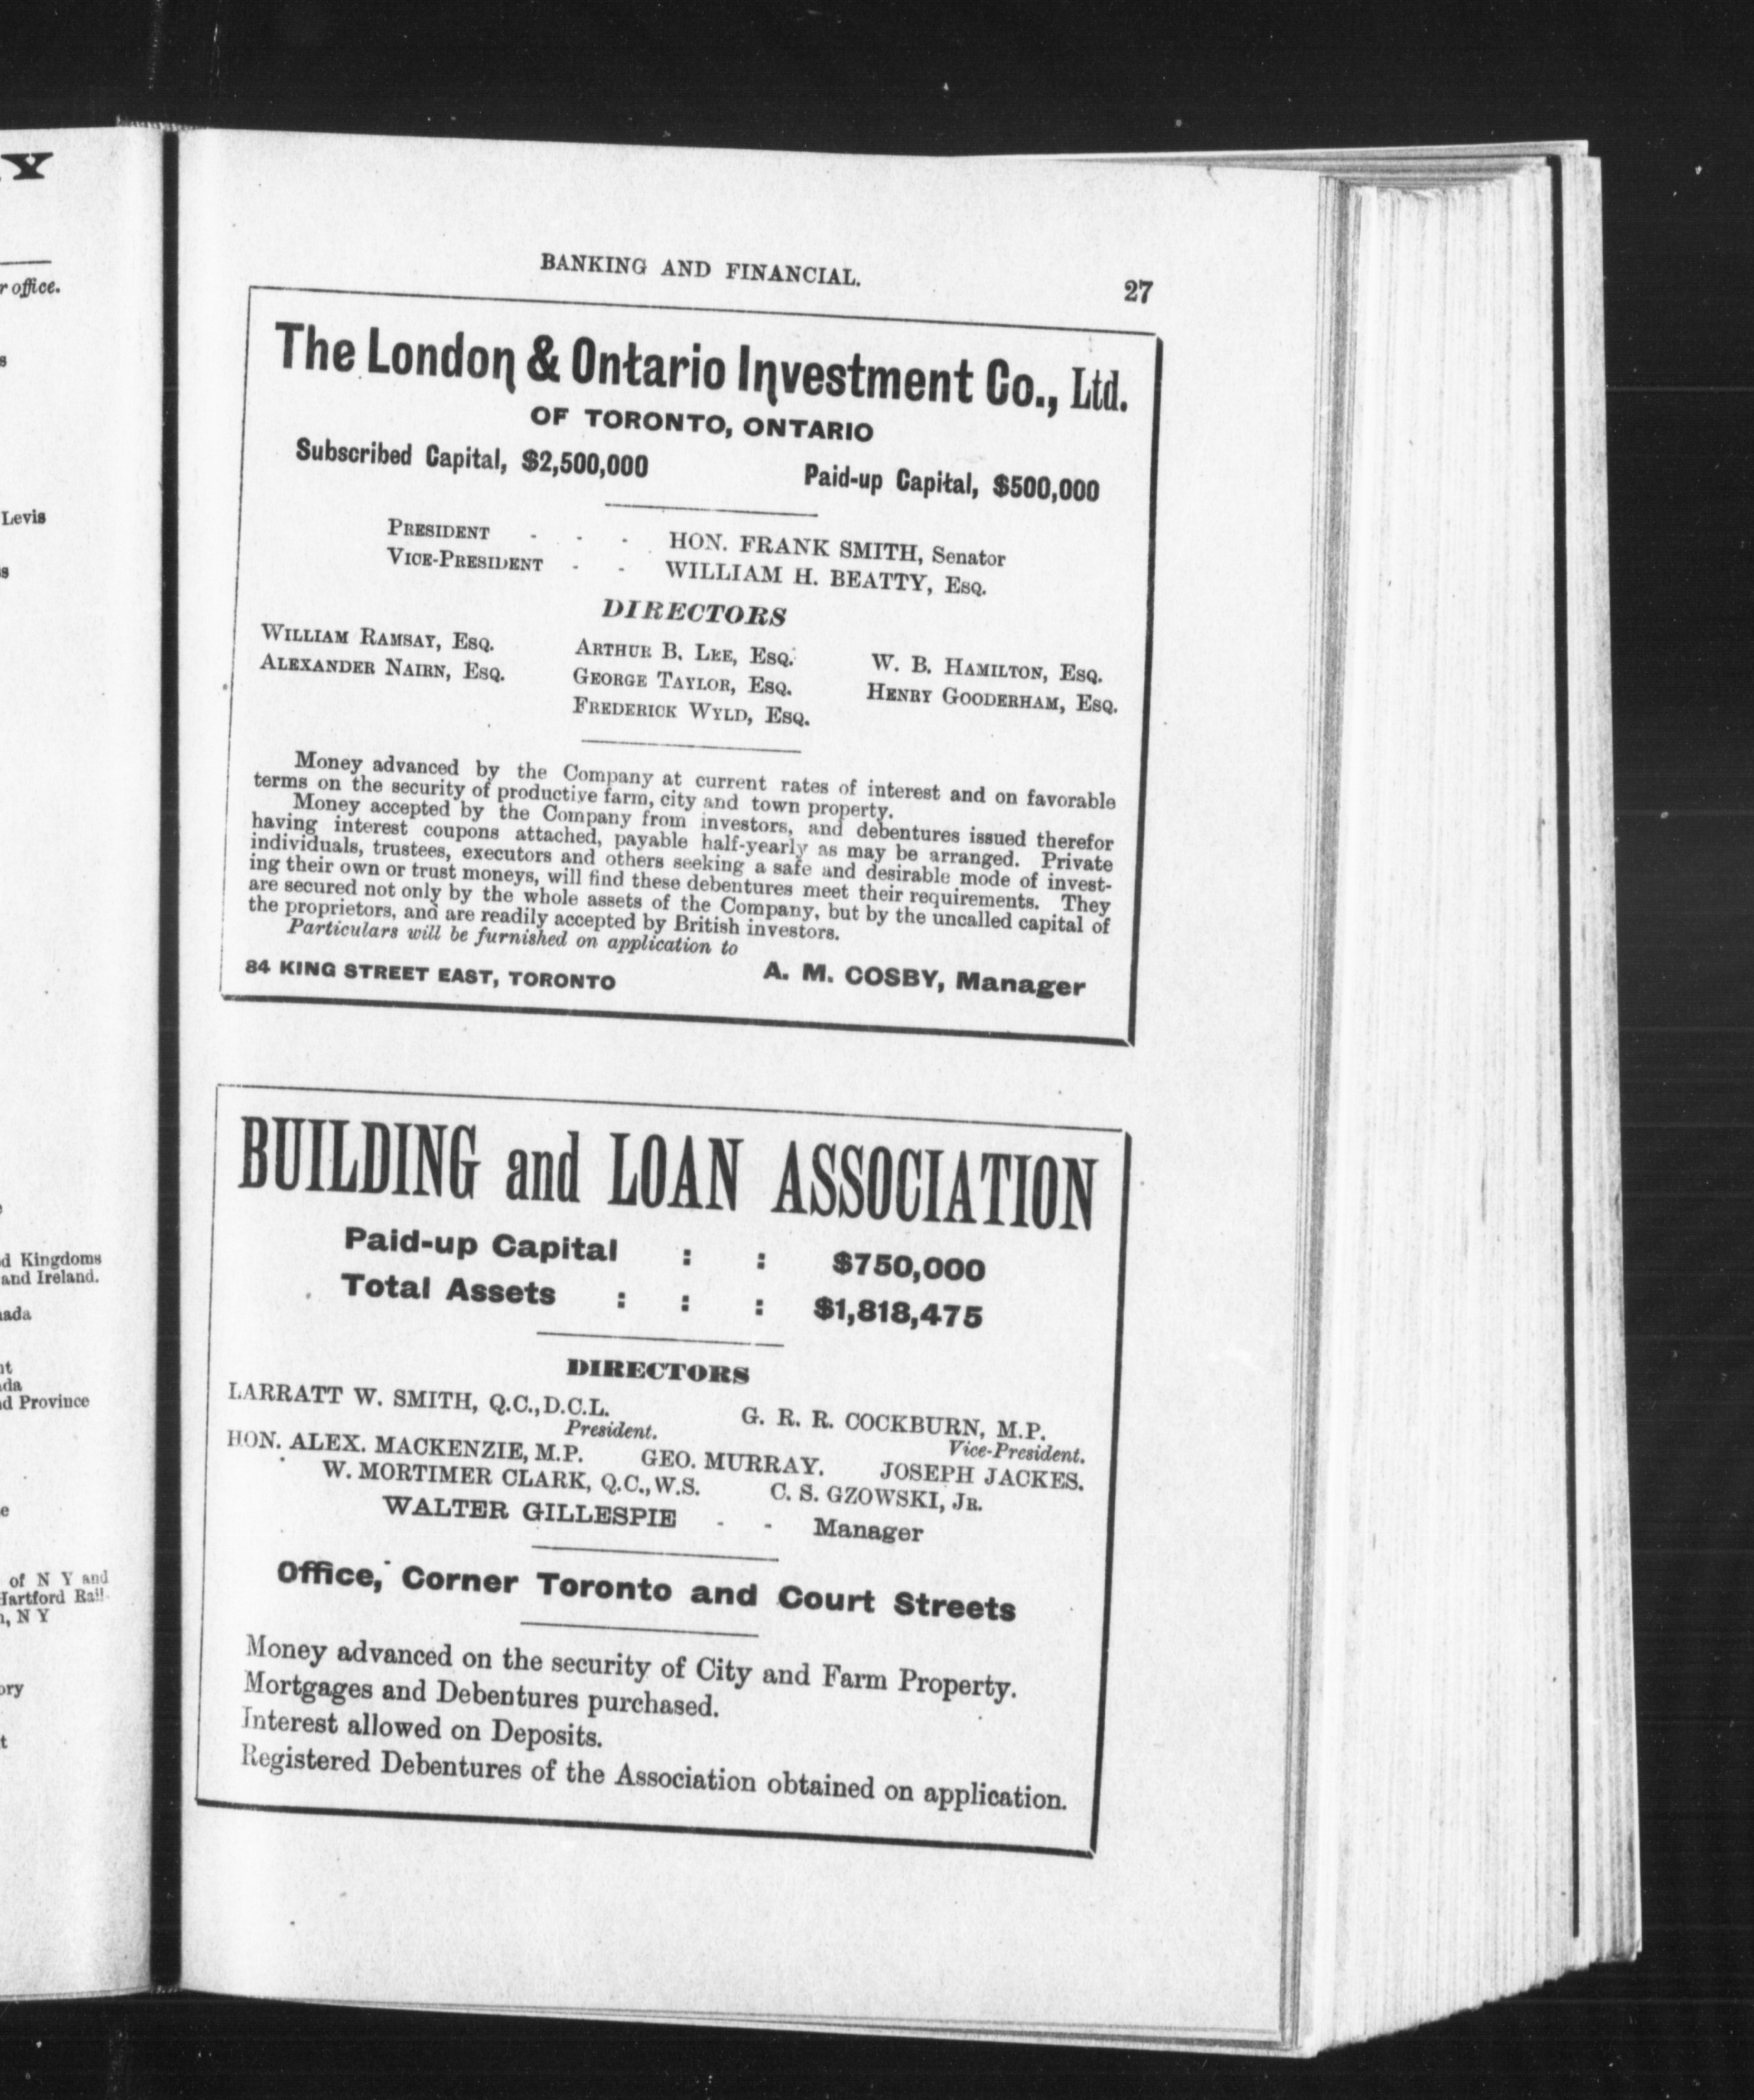 Y
office.
Levis
Kingdoms
and Ireland.
Province
of N Y and
Hartford Rail-
N Y
BANKING AND FINANCIAL.
27
The London & Ontario Investment Co., Ltd.
OF TORONTO, ONTARIO
Subscribed Capital, $2,500,000 Paid-up Capital, $500,000
PRESIDENT - - - HON. FRANK SMITH, Senator
VICE-PRESIDENT - - WILLIAM H. BEATTY, ESQ.
DIRECTORS
WILLIAM RAMSAY, ESQ. ARTHUR B. LEE, ESQ. W. B. HAMILTON, ESQ.
ALEXANDER NAIRN, ESQ. GEORGE TAYLOR, ESQ. HENRY GOODERHAM, ESQ.
FREDERICK WYLD, ESQ.
Money advanced by the Company at current rates of interest and on favorable
terms on the security of productive farm, city and town property.
Money accepted by the Company from investors, and debentures issued therefor
having interest coupons attached, payable half-yearly as may be arranged. Private
individuals, trustees, executors and others seeking a safe and desirable mode of invest-
ing their own or trust moneys, will find these debentures meet their requirements. They
are secured not only by the whole assets of the Company, but by the uncalled capital of
the proprietors, and are readily accepted by British investors.
Particulars will be furnished on application to
84 KING STREET EAST, TORONTO A. M. COSBY, Manager
BUILDING and LOAN ASSOCIATION
Paid-up Capital : : $750,000
Total Assets : : : $1,818,475
DIRECTORS
LARRATT W. SMITH, Q.C., D.C.L. G. R. R. COCKBURN, M.P.
President. Vice-President.
HON. ALEX. MACKENZIE, M.P. GEO. MURRAY. JOSEPH JACKES.
W. MORTIMER CLARK, Q.C., W.S. C. S. GZOWSKI, JR.
WALTER GILLESPIE - - Manager
Office, Corner Toronto and Court Streets
Money advanced on the security of City and Farm Property.
Mortgages and Debentures purchased.
Interest allowed on Deposits.
Registered Debentures of the Association obtained on application.